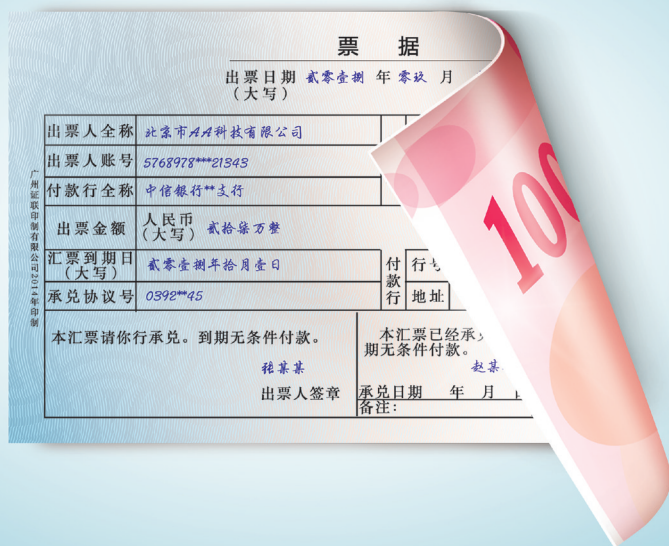 票 据
出票日期 贰零壹捌 年 零玖 月
（大写）
出票人全称 北京市AA科技有限公司
出票人账号 5768978***21343
付款行全称 中信银行**支行
出票金额 人民币（大写） 贰拾柒万整
汇票到期日（大写） 贰零壹捌年拾月壹日
付款行 行号
承兑协议号 0392**45
地址
本汇票请你行承兑。到期无条件付款。
张某某
出票人签章
本汇票已经承
期无条件付款。
赵某
承兑日期 年 月
备注：
广州证联印制有限公司2014年印制
100